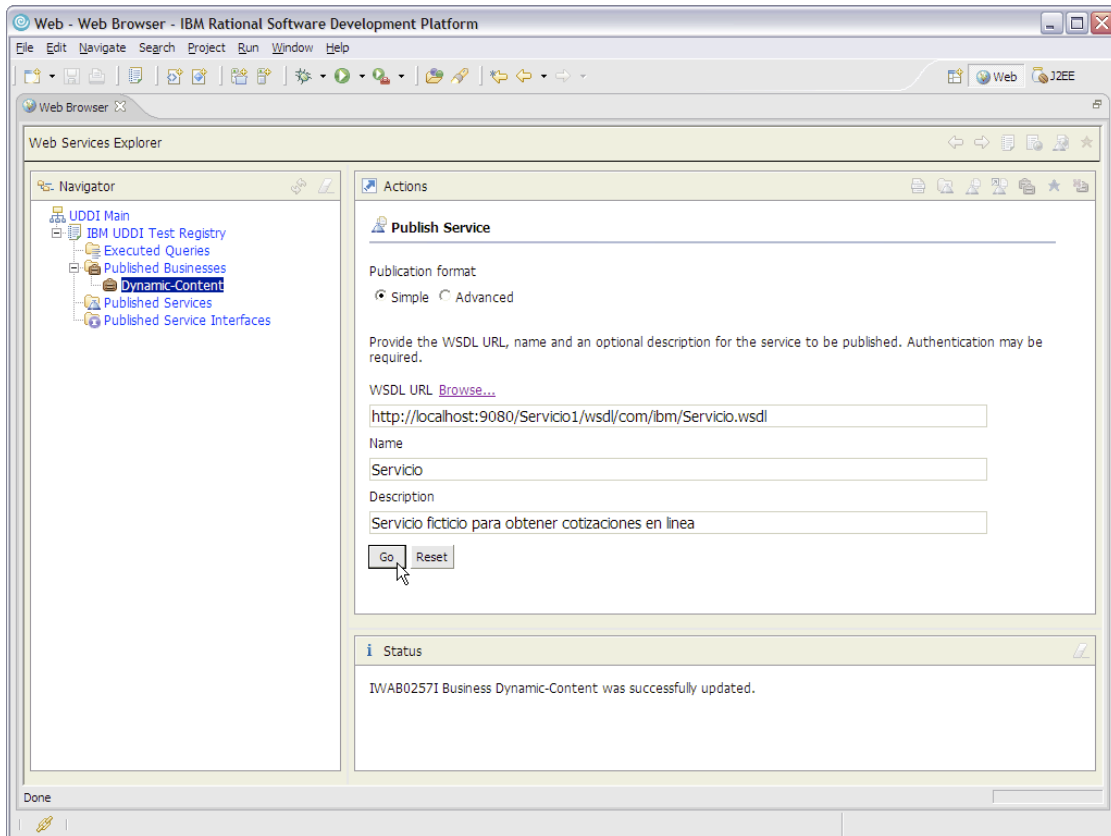 Web - Web Browser - IBM Rational Software Development Platform
File Edit Navigate Search Project Run Window Help
Web J2EE
Web Browser
Web Services Explorer
Navigator
UDDI Main
IBM UDDI Test Registry
Executed Queries
Published Businesses
Dynamic-Content
Published Services
Published Service Interfaces
Actions
Publish Service
Publication format
Simple Advanced
Provide the WSDL URL, name and an optional description for the service to be published. Authentication may be
required.
WSDL URL Browse...
http://localhost:9080/Servicio1/wsdl/com/ibm/Servicio.wsdl
Name
Servicio
Description
Servicio ficticio para obtener cotizaciones en linea
Go Reset
i Status
IWAB0257I Business Dynamic-Content was successfully updated.
Done